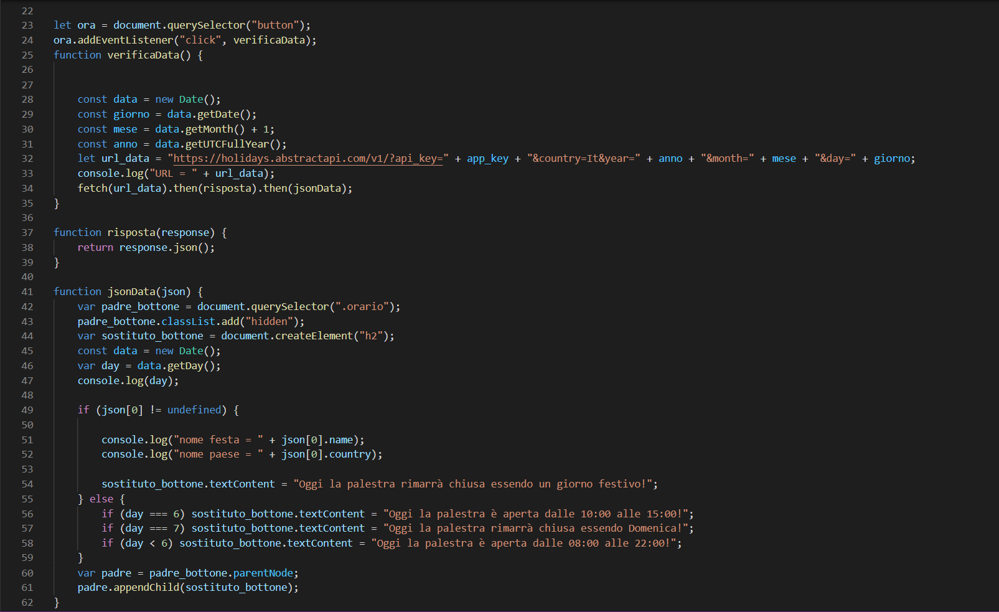 22
23 let ora = document.querySelector("button");
24 ora.addEventListener("click", verificaData);
25 function verificaData() {
26
27
28     const data = new Date();
29     const giorno = data.getDate();
30     const mese = data.getMonth() + 1;
31     const anno = data.getUTCFullYear();
32     let url_data = "https://holidays.abstractapi.com/v1/?api_key=" + app_key + "&country=It&year=" + anno + "&month=" + mese + "&day=" + giorno;
33     console.log("URL = " + url_data);
34     fetch(url_data).then(risposta).then(jsonData);
35 }
36
37 function risposta(response) {
38     return response.json();
39 }
40
41 function jsonData(json) {
42     var padre_bottone = document.querySelector(".orario");
43     padre_bottone.classList.add("hidden");
44     var sostituto_bottone = document.createElement("h2");
45     const data = new Date();
46     var day = data.getDay();
47     console.log(day);
48
49     if (json[0] != undefined) {
50
51         console.log("nome festa = " + json[0].name);
52         console.log("nome paese = " + json[0].country);
53
54         sostituto_bottone.textContent = "Oggi la palestra rimarrà chiusa essendo un giorno festivo!";
55     } else {
56         if (day === 6) sostituto_bottone.textContent = "Oggi la palestra è aperta dalle 10:00 alle 15:00!";
57         if (day === 7) sostituto_bottone.textContent = "Oggi la palestra rimarrà chiusa essendo Domenica!";
58         if (day < 6) sostituto_bottone.textContent = "Oggi la palestra è aperta dalle 08:00 alle 22:00!";
59     }
60     var padre = padre_bottone.parentNode;
61     padre.appendChild(sostituto_bottone);
62 }